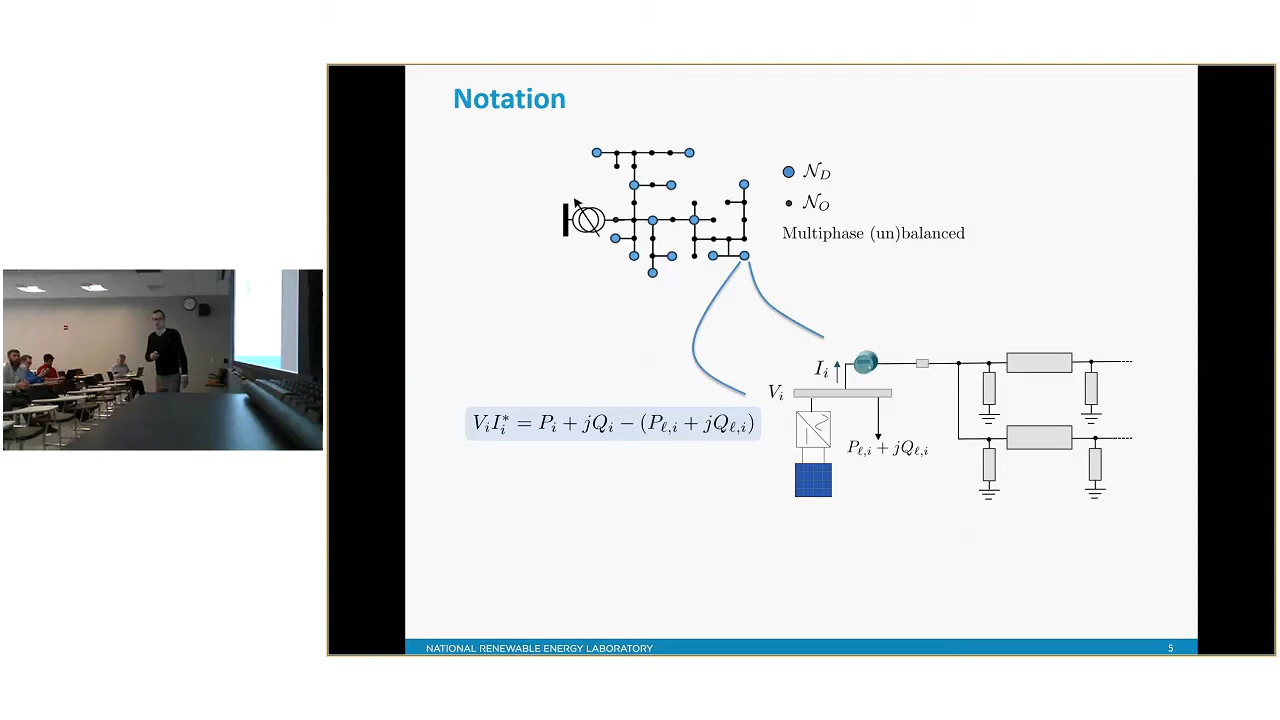 Notation
𝒩_D
𝒩_O
Multiphase (un)balanced
I_i
V_i
V_i I_i^* = P_i + jQ_i − (P_{ℓ,i} + jQ_{ℓ,i})
P_{ℓ,i} + jQ_{ℓ,i}
NATIONAL RENEWABLE ENERGY LABORATORY
5